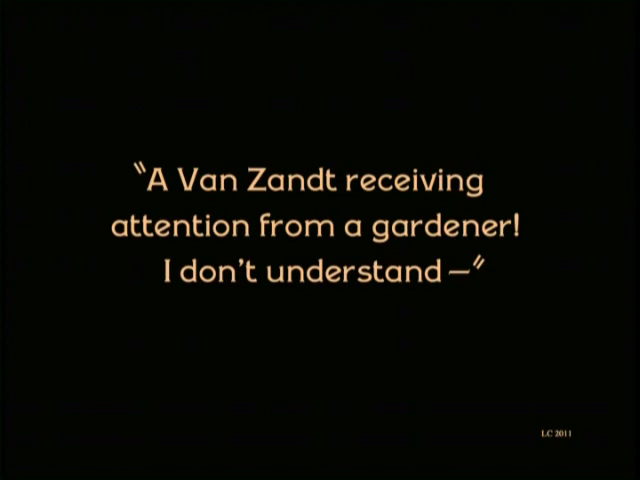 "A Van Zandt receiving
attention from a gardener!
I don't understand—"
LC 2011